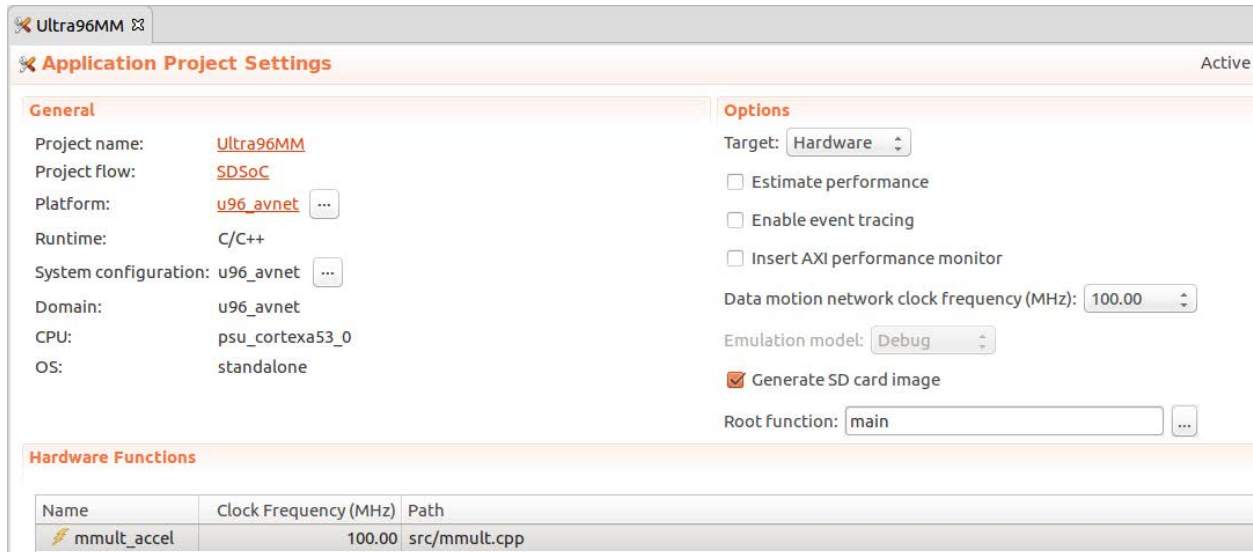 Ultra96MM
Application Project Settings
Active
General
Project name: Ultra96MM
Project flow: SDSoC
Platform: u96_avnet ...
Runtime: C/C++
System configuration: u96_avnet ...
Domain: u96_avnet
CPU: psu_cortexa53_0
OS: standalone
Options
Target: Hardware
Estimate performance
Enable event tracing
Insert AXI performance monitor
Data motion network clock frequency (MHz): 100.00
Emulation model: Debug
Generate SD card image
Root function: main ...
Hardware Functions
Name Clock Frequency (MHz) Path
mmult_accel 100.00 src/mmult.cpp